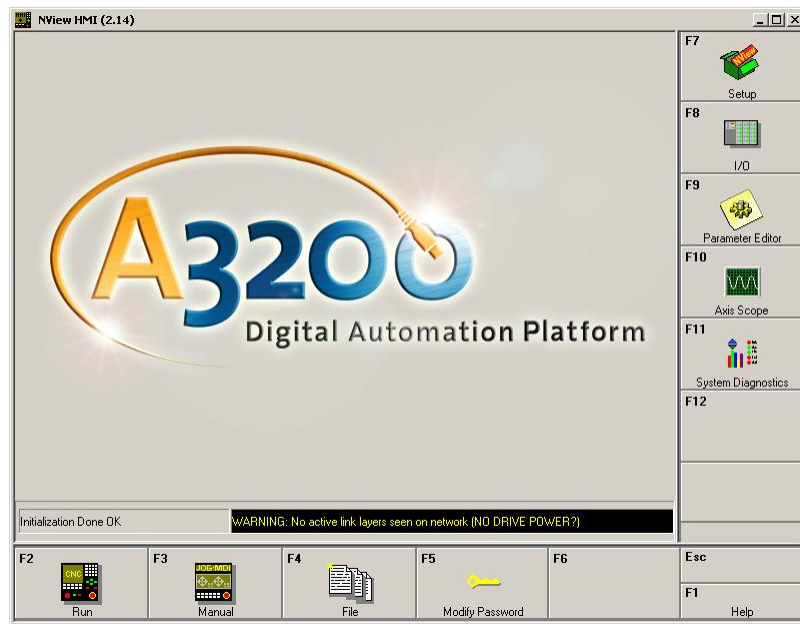 NView HMI (2.14)
F7
Setup
F8
I/O
F9
Parameter Editor
F10
Axis Scope
F11
System Diagnostics
F12
A3200
Digital Automation Platform
Initialization Done OK
WARNING: No active link layers seen on network (NO DRIVE POWER?)
F2
CNC
Run
F3
JOG-MDI
Manual
F4
File
F5
Modify Password
F6
Esc
F1
Help